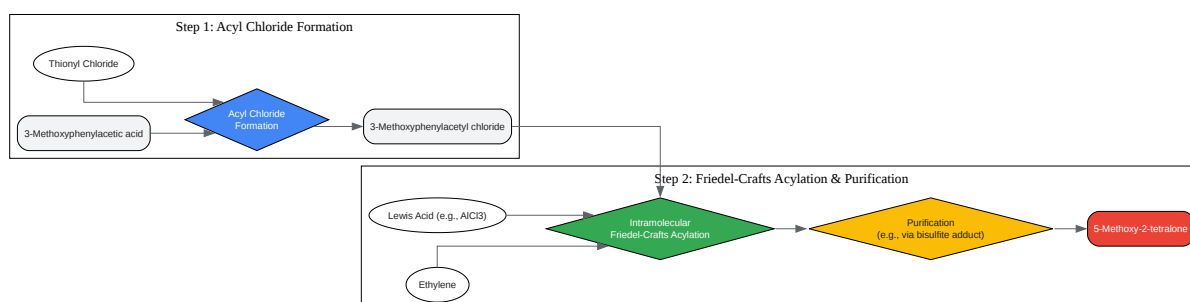 Step 1: Acyl Chloride Formation
Thionyl Chloride
3-Methoxyphenylacetic acid
Acyl Chloride
Formation
3-Methoxyphenylacetyl chloride
Step 2: Friedel-Crafts Acylation & Purification
Lewis Acid (e.g., AlCl3)
Ethylene
Intramolecular
Friedel-Crafts Acylation
Purification
(e.g., via bisulfite adduct)
5-Methoxy-2-tetralone